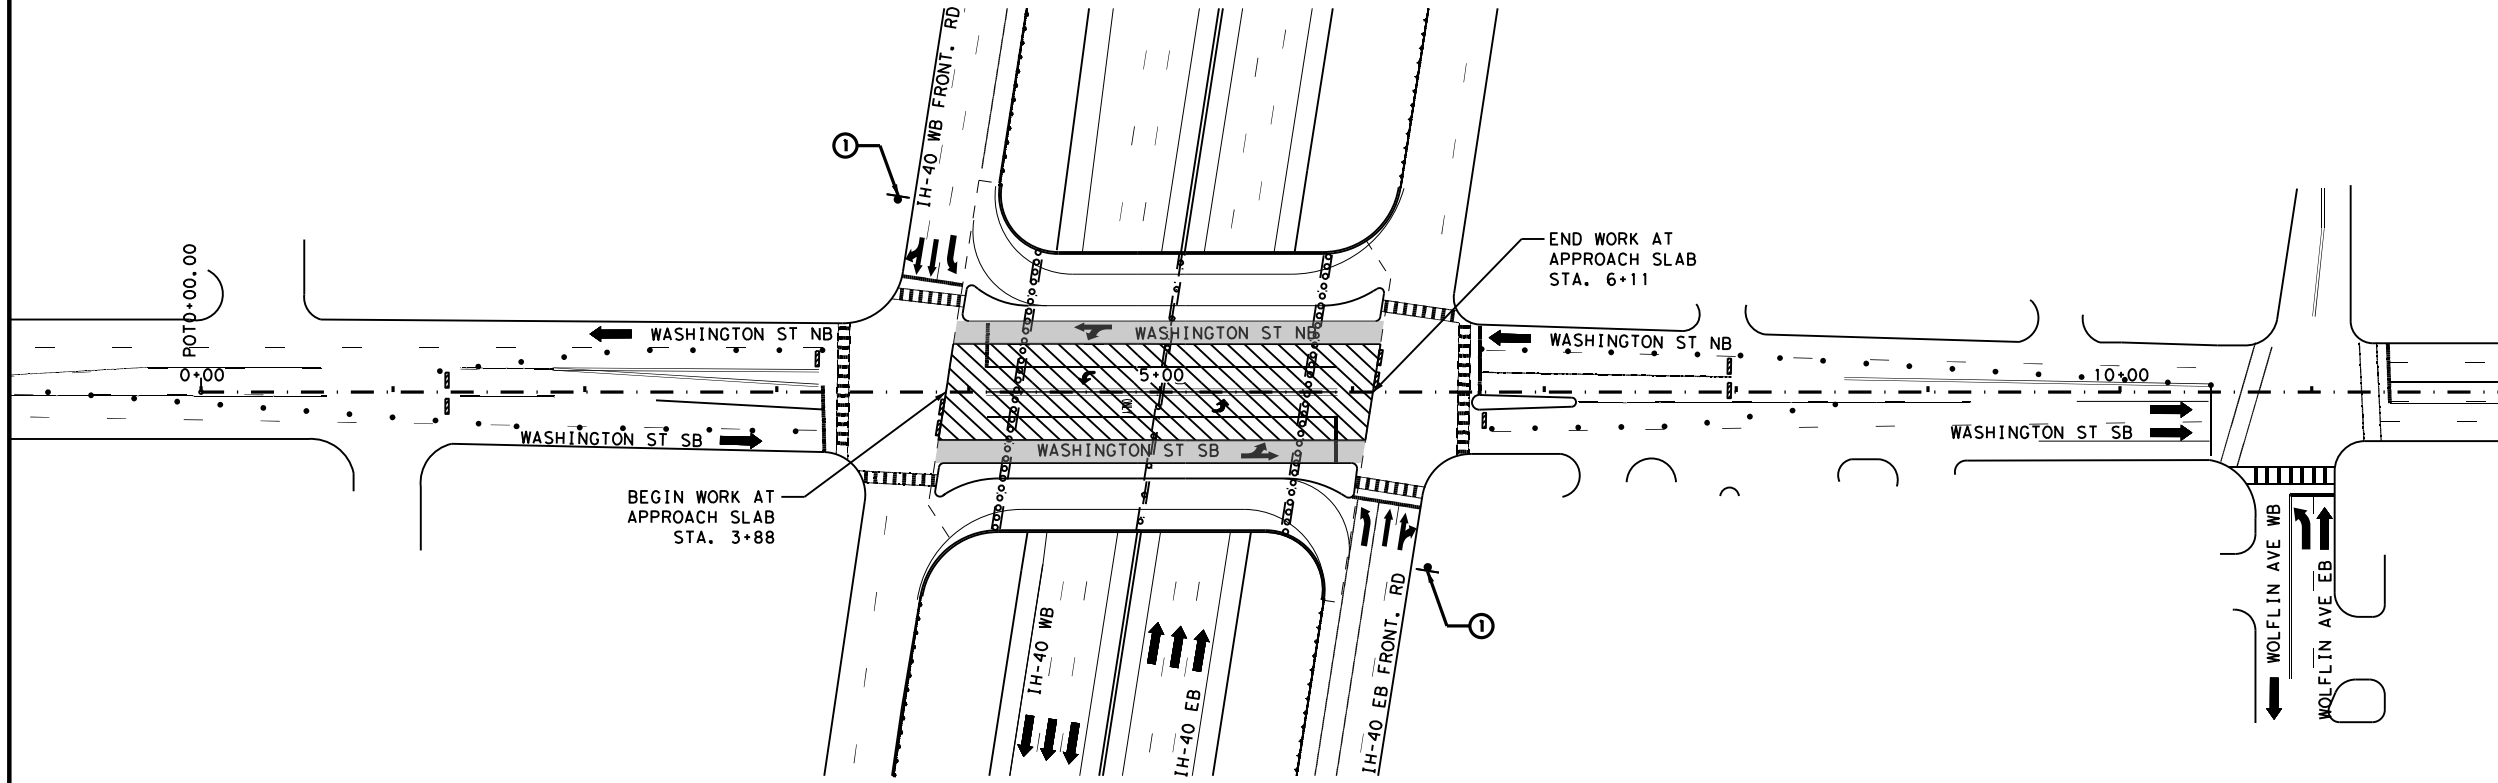 IH-40 WB FRONT. RD
1
END WORK AT
APPROACH SLAB
STA. 6+11
POT0+00.00
0+00
WASHINGTON ST NB
WASHINGTON ST NB
WASHINGTON ST NB
5+00
10+00
WASHINGTON ST SB
WASHINGTON ST SB
WASHINGTON ST SB
BEGIN WORK AT
APPROACH SLAB
STA. 3+88
IH-40 WB
IH-40 EB
IH-40 EB FRONT. RD
1
WOLFLIN AVE WB
WOLFLIN AVE EB